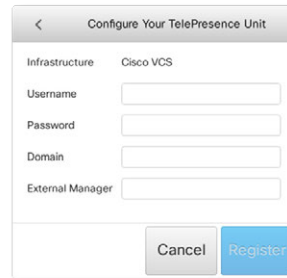 Configure Your TelePresence Unit
Infrastructure Cisco VCS
Username
Password
Domain
External Manager
Cancel Register